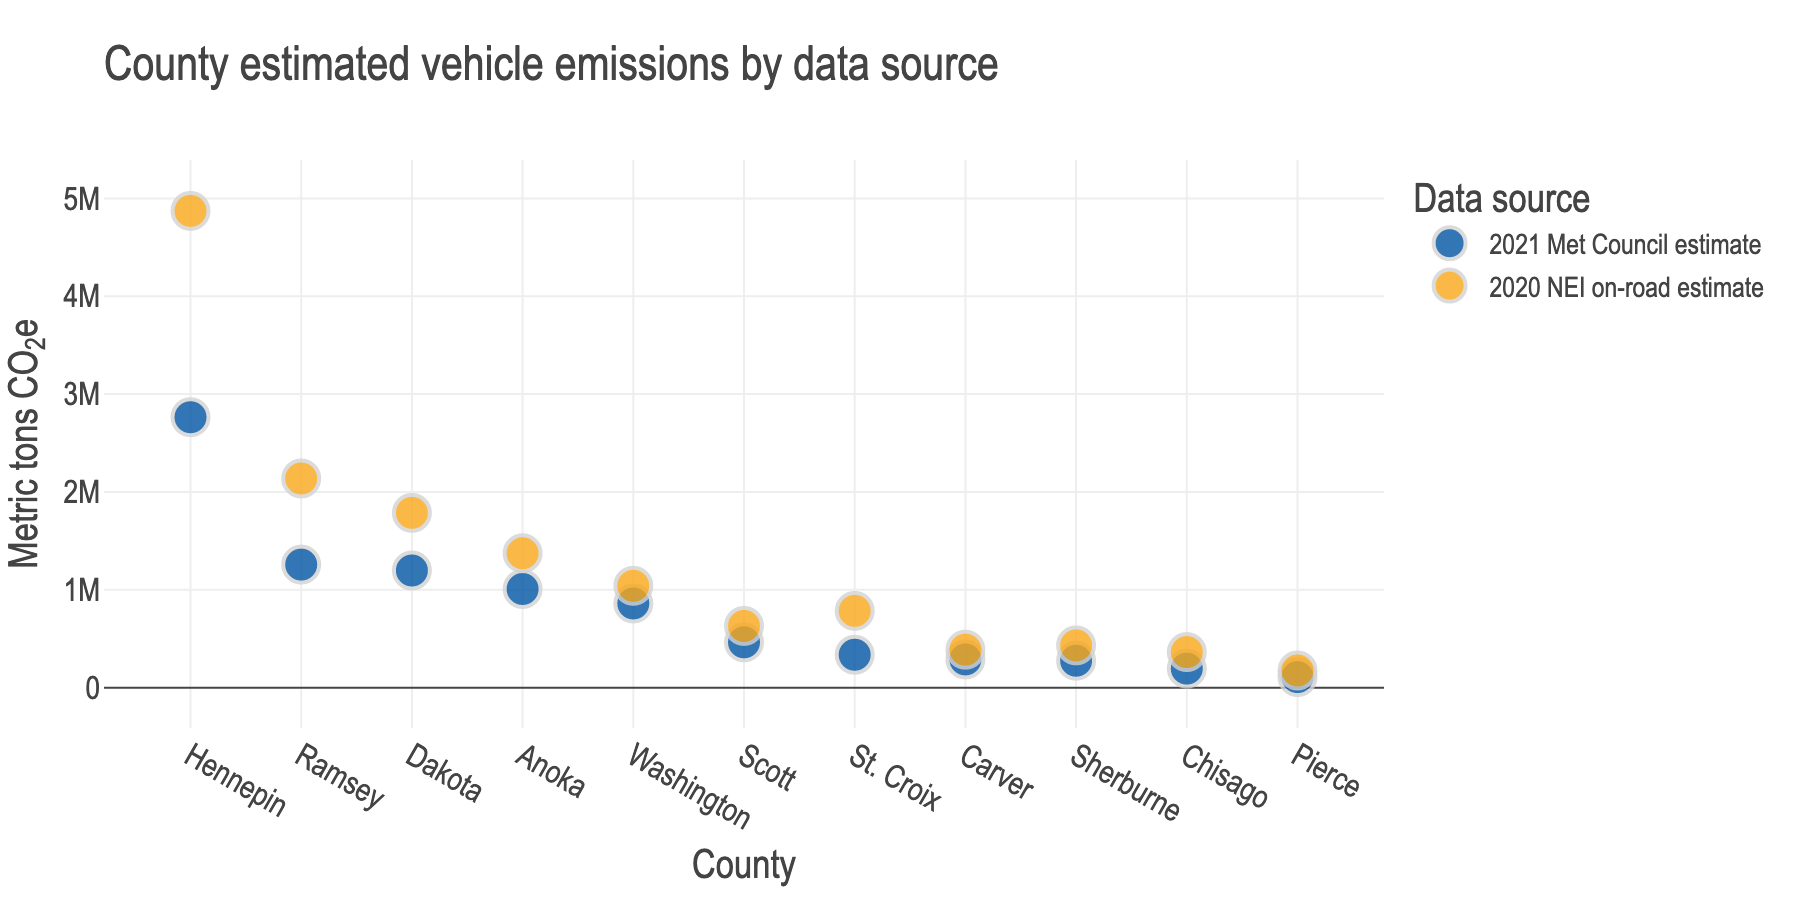 County estimated vehicle emissions by data source
5M
4M
3M
2M
1M
0
Metric tons CO₂e
Hennepin
Ramsey
Dakota
Anoka
Washington
Scott
St. Croix
Carver
Sherburne
Chisago
Pierce
County
Data source
2021 Met Council estimate
2020 NEI on-road estimate